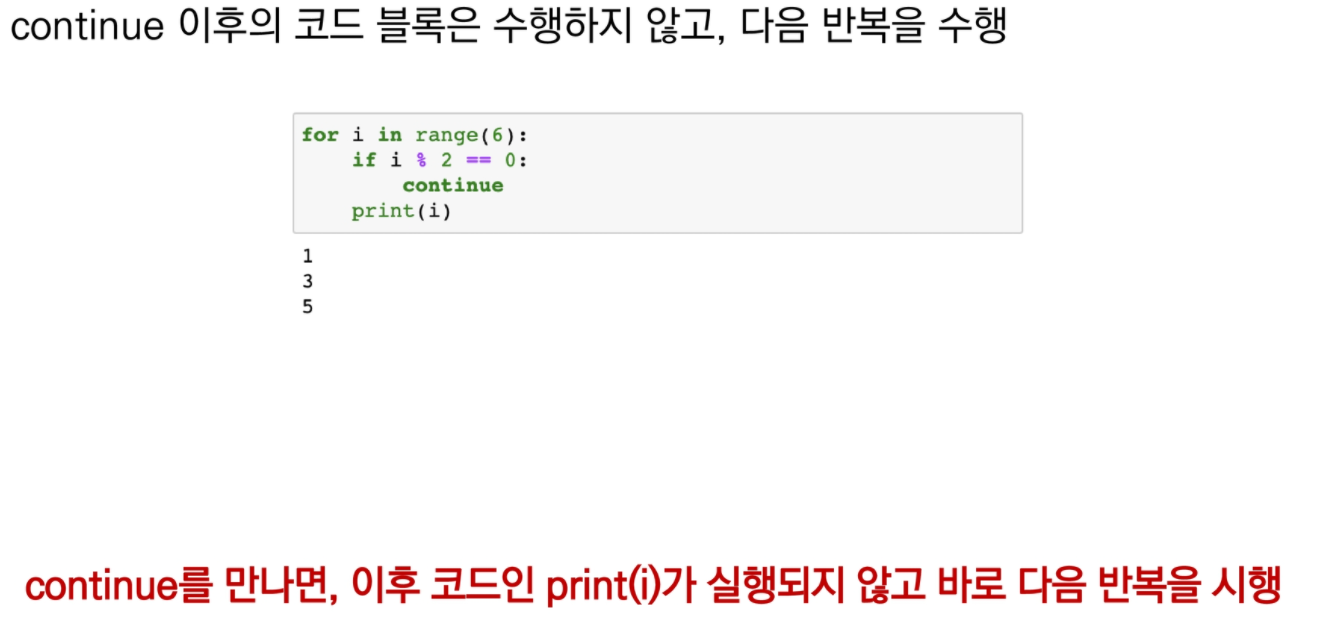 continue 이후의 코드 블록은 수행하지 않고, 다음 반복을 수행
for i in range(6):
    if i % 2 == 0:
        continue
    print(i)
1
3
5
continue를 만나면, 이후 코드인 print(i)가 실행되지 않고 바로 다음 반복을 시행